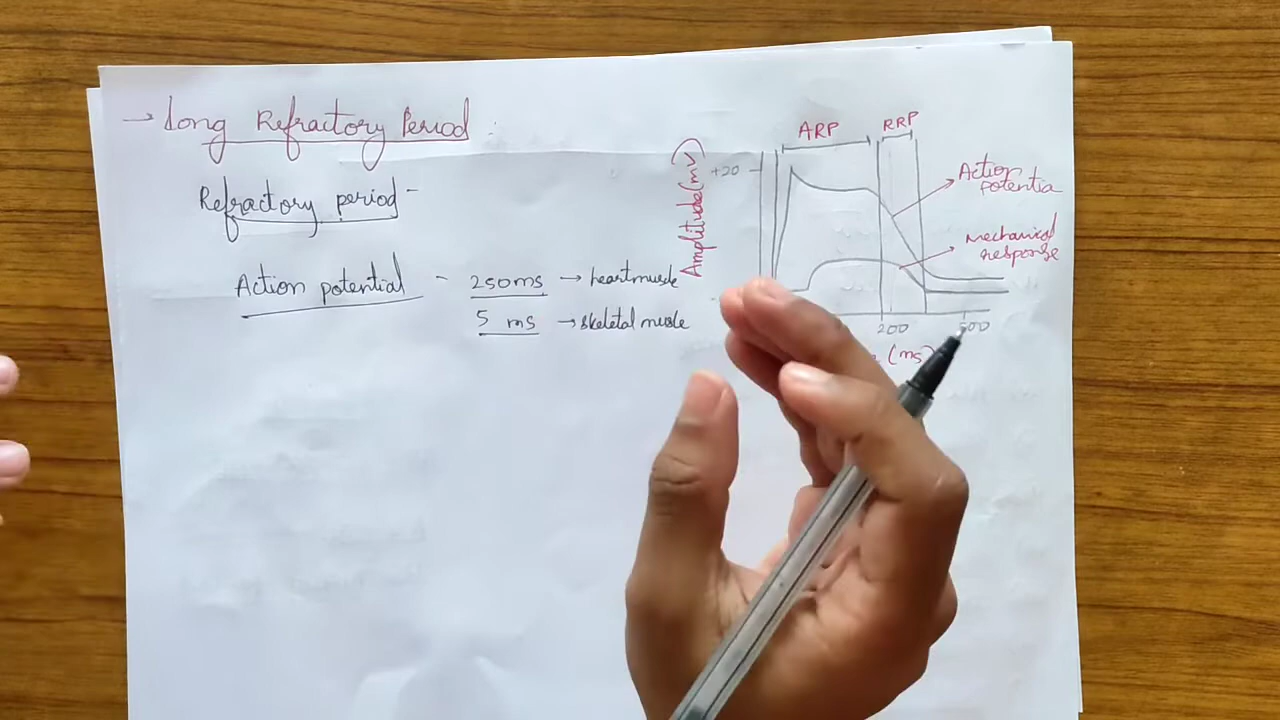 → Long Refractory Period
Refractory period -
Action potential - 250ms → heart muscle
5 ms → skeletal muscle
ARP
RRP
+20
Amplitude (mv)
Action
potentia
Mechanical
response
200
500
(ms)